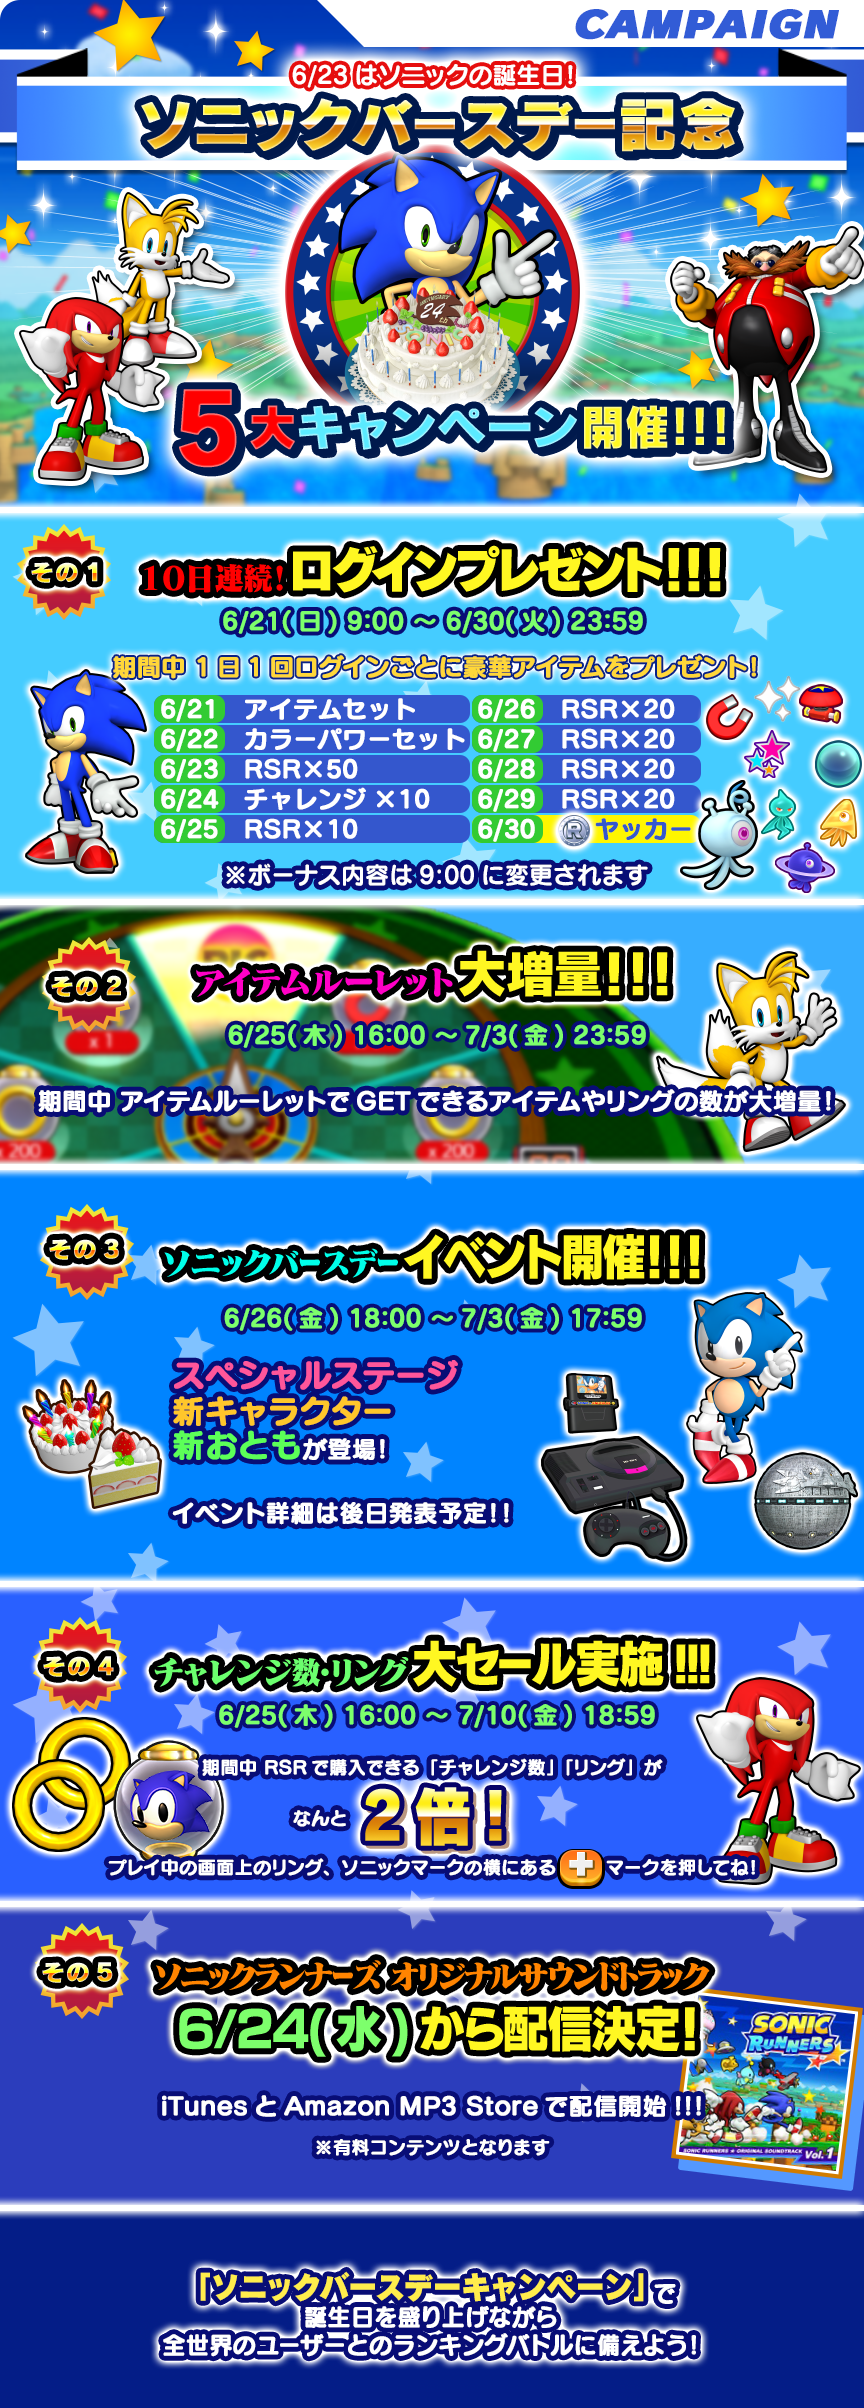 CAMPAIGN
6/23はソニックの誕生日!
ソニックバースデー記念
ANNIVERSARY
24th
5大キャンペーン開催!!!
その1
10日連続!ログインプレゼント!!!
6/21(日) 9:00 ～ 6/30(火) 23:59
期間中 1日1回ログインごとに豪華アイテムをプレゼント!
6/21 アイテムセット 6/26 RSR×20
6/22 カラーパワーセット 6/27 RSR×20
6/23 RSR×50 6/28 RSR×20
6/24 チャレンジ ×10 6/29 RSR×20
6/25 RSR×10 6/30 R ヤッカー
※ボーナス内容は9:00に変更されます
その2
アイテムルーレット大増量!!!
x 1
6/25(木) 16:00 ～ 7/3(金) 23:59
期間中 アイテムルーレットでGETできるアイテムやリングの数が大増量!
x 200
x 200
その3
ソニックバースデーイベント開催!!!
6/26(金) 18:00 ～ 7/3(金) 17:59
スペシャルステージ
新キャラクター
新おともが登場!
イベント詳細は後日発表予定!!
その4
チャレンジ数・リング大セール実施!!!
6/25(木) 16:00 ～ 7/10(金) 18:59
期間中 RSRで購入できる「チャレンジ数」「リング」が
なんと 2倍!
プレイ中の画面上のリング、ソニックマークの横にある+マークを押してね!
その5
ソニックランナーズ オリジナルサウンドトラック
6/24(水)から配信決定!
SONIC
RUNNERS
iTunesとAmazon MP3 Storeで配信開始!!!
SONIC RUNNERS ★ ORIGINAL SOUNDTRACK Vol.1
※有料コンテンツとなります
「ソニックバースデーキャンペーン」で
誕生日を盛り上げながら
全世界のユーザーとのランキングバトルに備えよう!